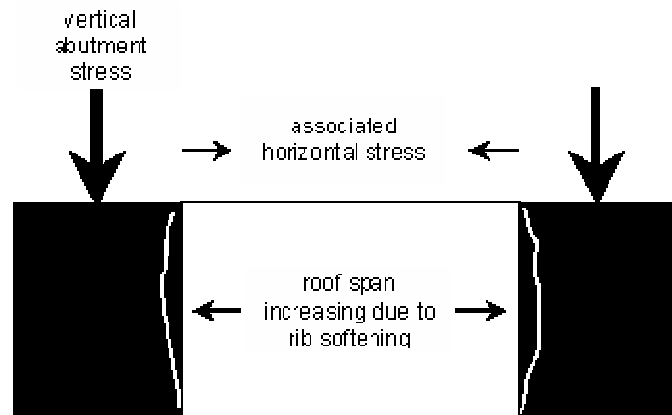 vertical
abutment
stress
associated
horizontal stress
roof span
increasing due to
rib softening